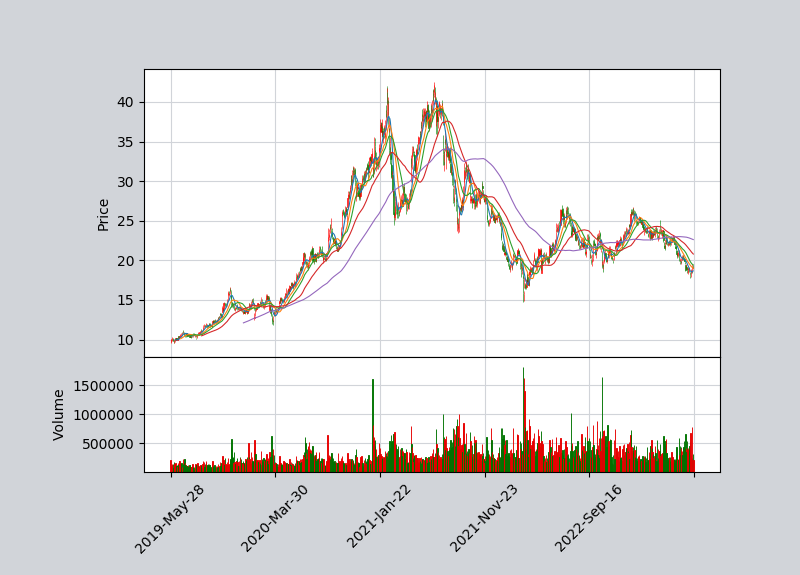 Price
40
35
30
25
20
15
10
Volume
1500000
1000000
500000
2019-May-28
2020-Mar-30
2021-Jan-22
2021-Nov-23
2022-Sep-16